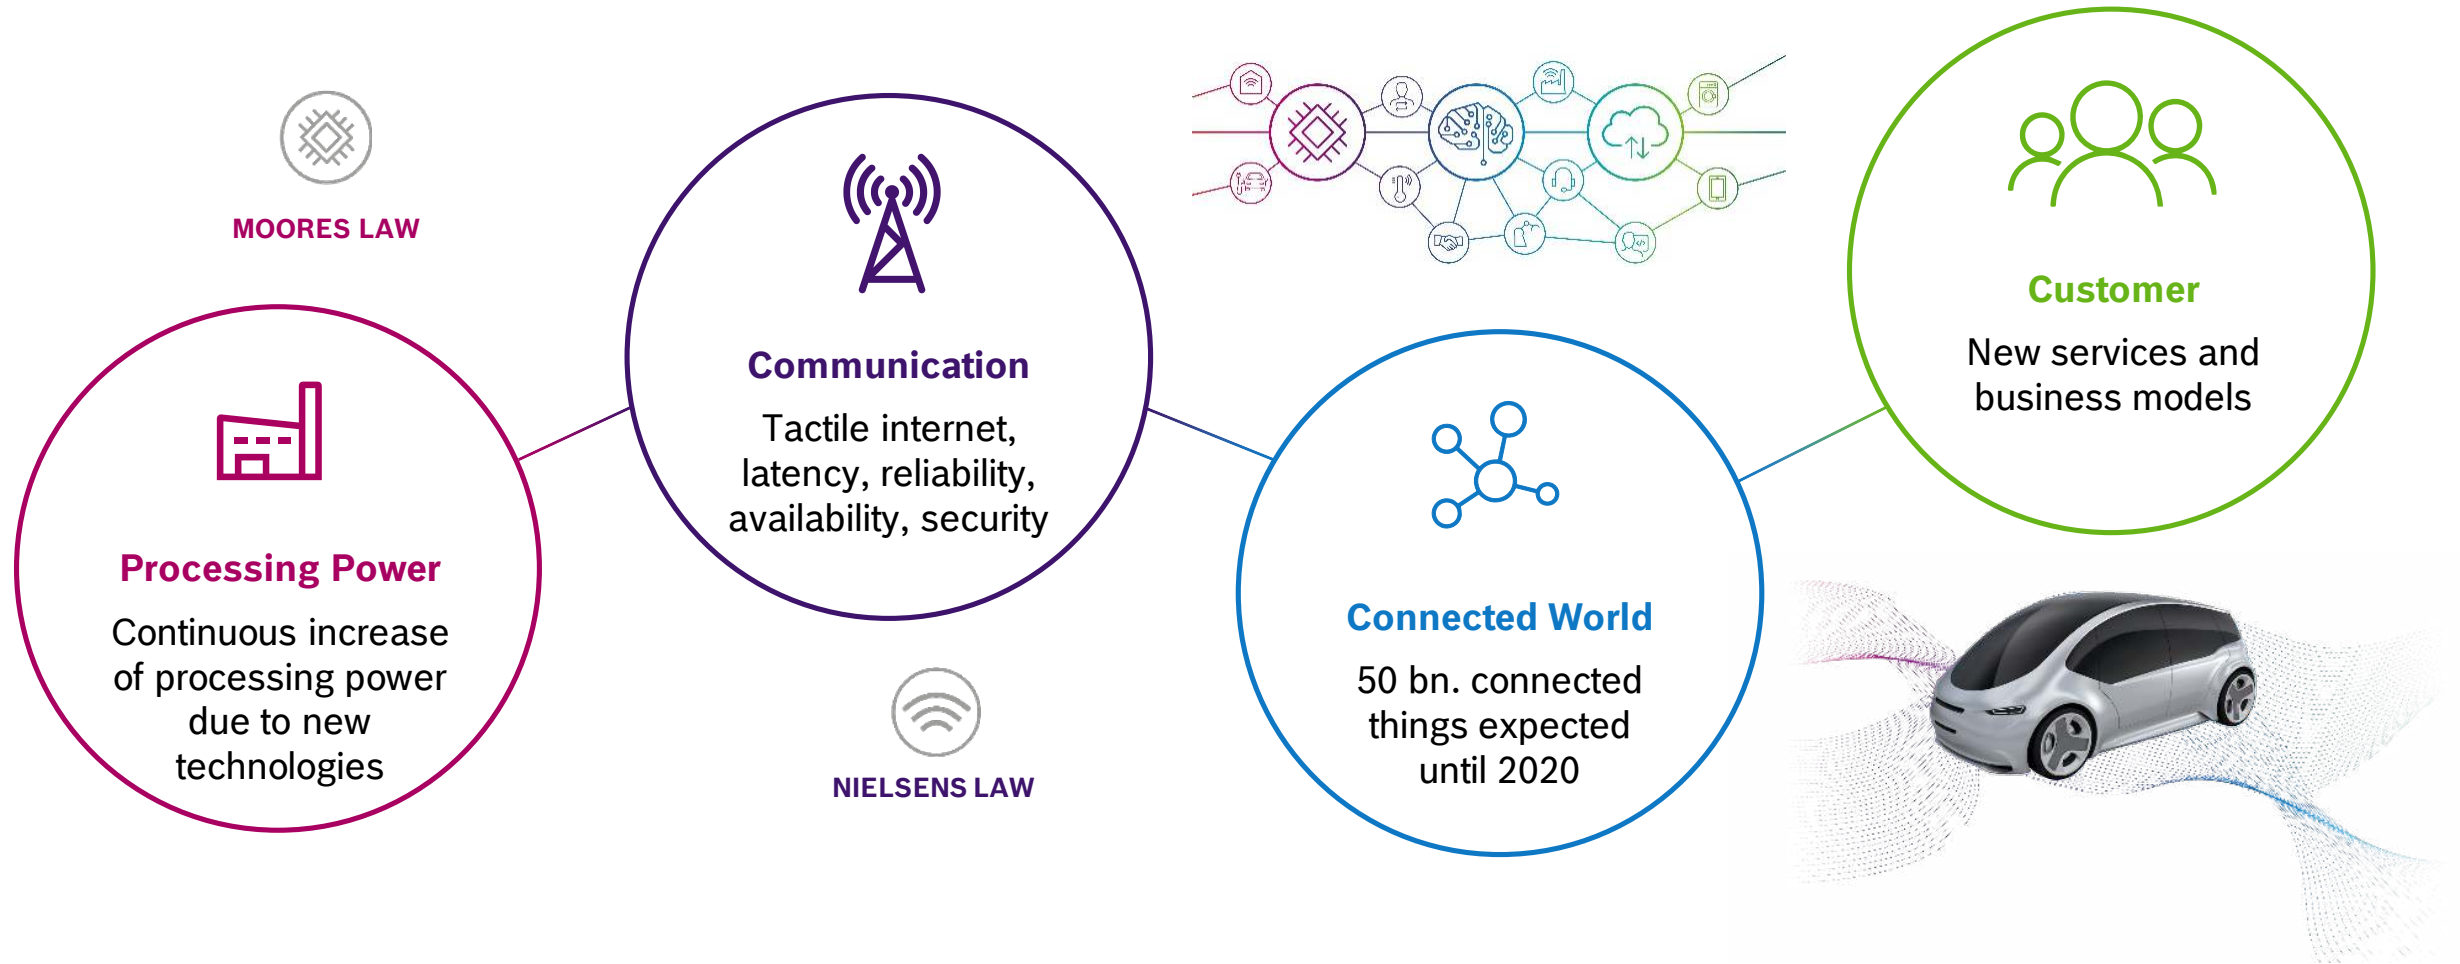 MOORES LAW
Processing Power
Continuous increase
of processing power
due to new
technologies
Communication
Tactile internet,
latency, reliability,
availability, security
NIELSENS LAW
Connected World
50 bn. connected
things expected
until 2020
Customer
New services and
business models